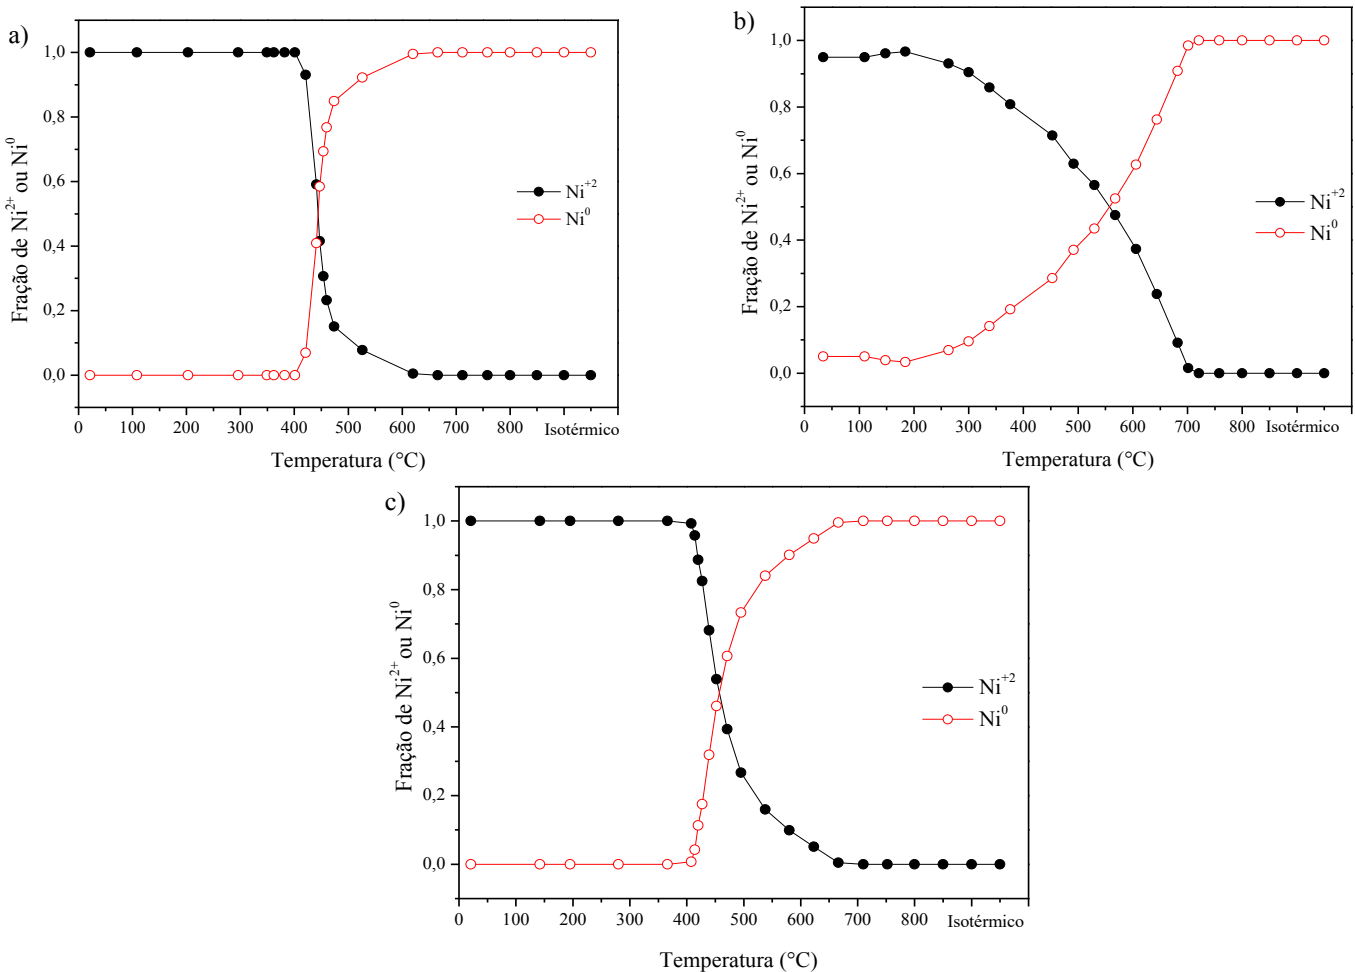 a)
1,0
0,8
0,6
0,4
0,2
0,0
Fração de Ni²⁺ ou Ni⁰
Ni⁺²
Ni⁰
0 100 200 300 400 500 600 700 800 Isotérmico
Temperatura (°C)
b)
1,0
0,8
0,6
0,4
0,2
0,0
Fração de Ni²⁺ ou Ni⁰
Ni⁺²
Ni⁰
0 100 200 300 400 500 600 700 800 Isotérmico
Temperatura (°C)
c)
1,0
0,8
0,6
0,4
0,2
0,0
Fração de Ni²⁺ ou Ni⁰
Ni⁺²
Ni⁰
0 100 200 300 400 500 600 700 800 Isotérmico
Temperatura (°C)